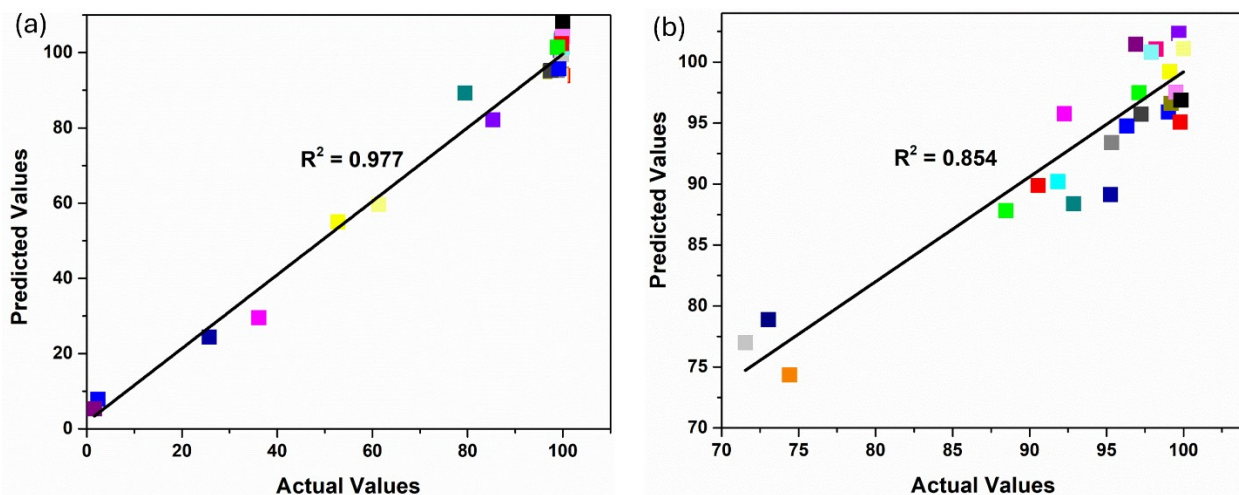 (a)
100
80
60
40
20
0
Predicted Values
R² = 0.977
0 20 40 60 80 100
Actual Values
(b)
100
95
90
85
80
75
70
Predicted Values
R² = 0.854
70 75 80 85 90 95 100
Actual Values